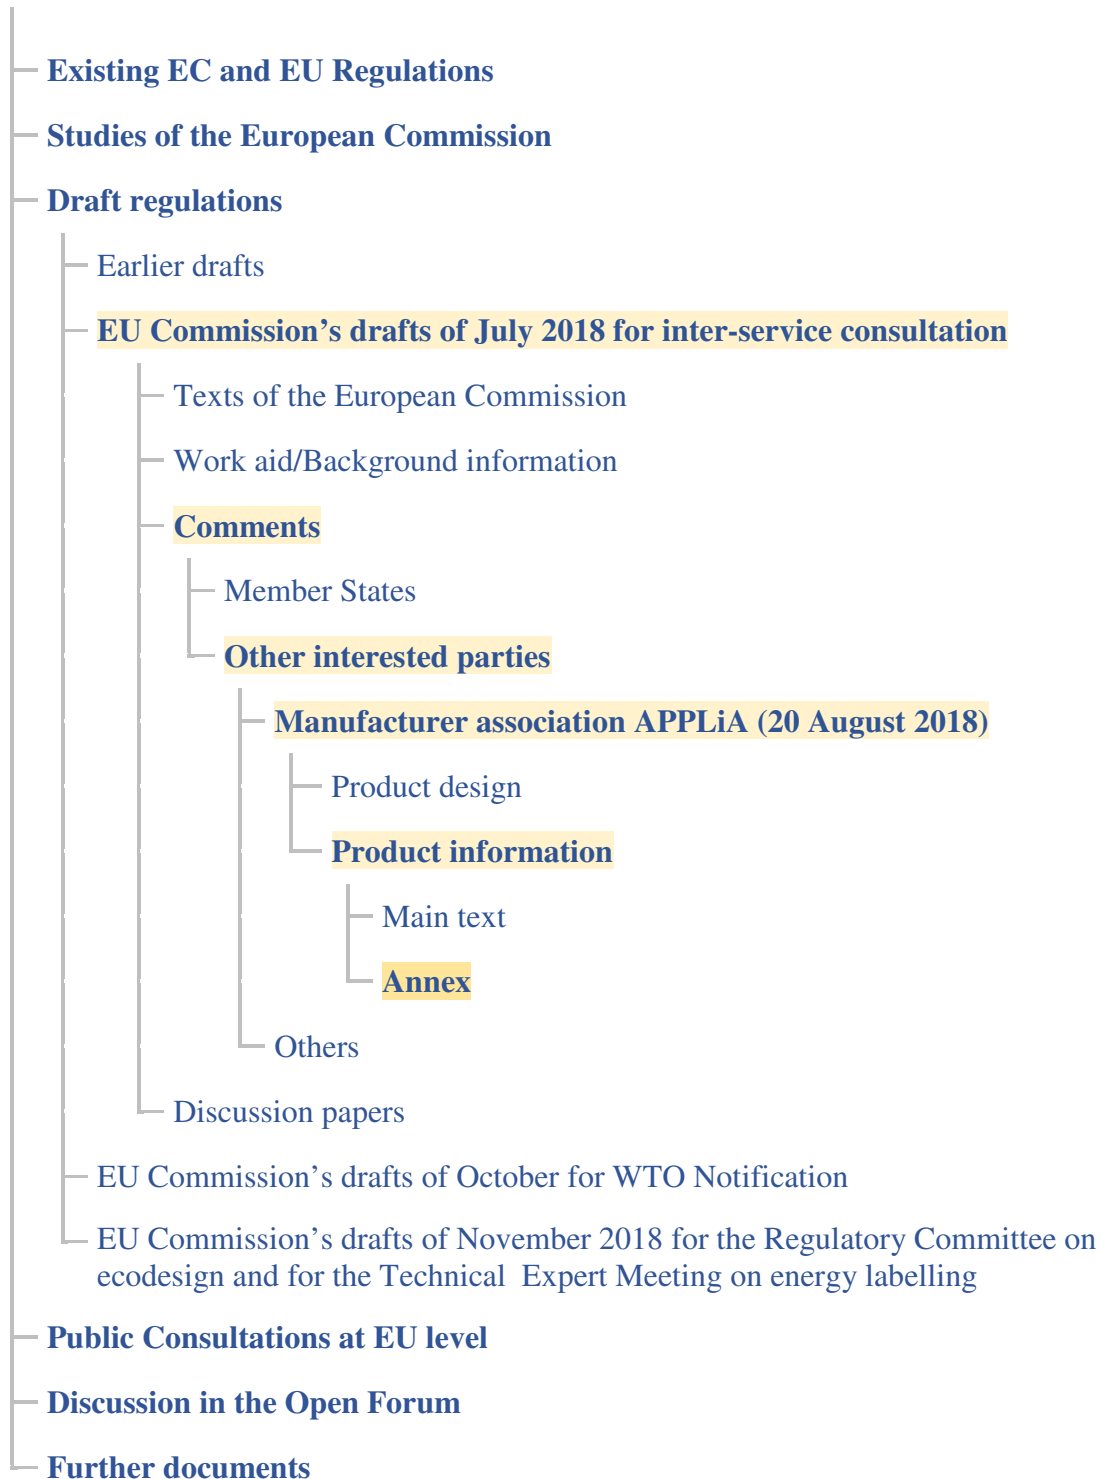 Existing EC and EU Regulations
Studies of the European Commission
Draft regulations
Earlier drafts
EU Commission’s drafts of July 2018 for inter-service consultation
Texts of the European Commission
Work aid/Background information
Comments
Member States
Other interested parties
Manufacturer association APPLiA (20 August 2018)
Product design
Product information
Main text
Annex
Others
Discussion papers
EU Commission’s drafts of October for WTO Notification
EU Commission’s drafts of November 2018 for the Regulatory Committee on
ecodesign and for the Technical Expert Meeting on energy labelling
Public Consultations at EU level
Discussion in the Open Forum
Further documents